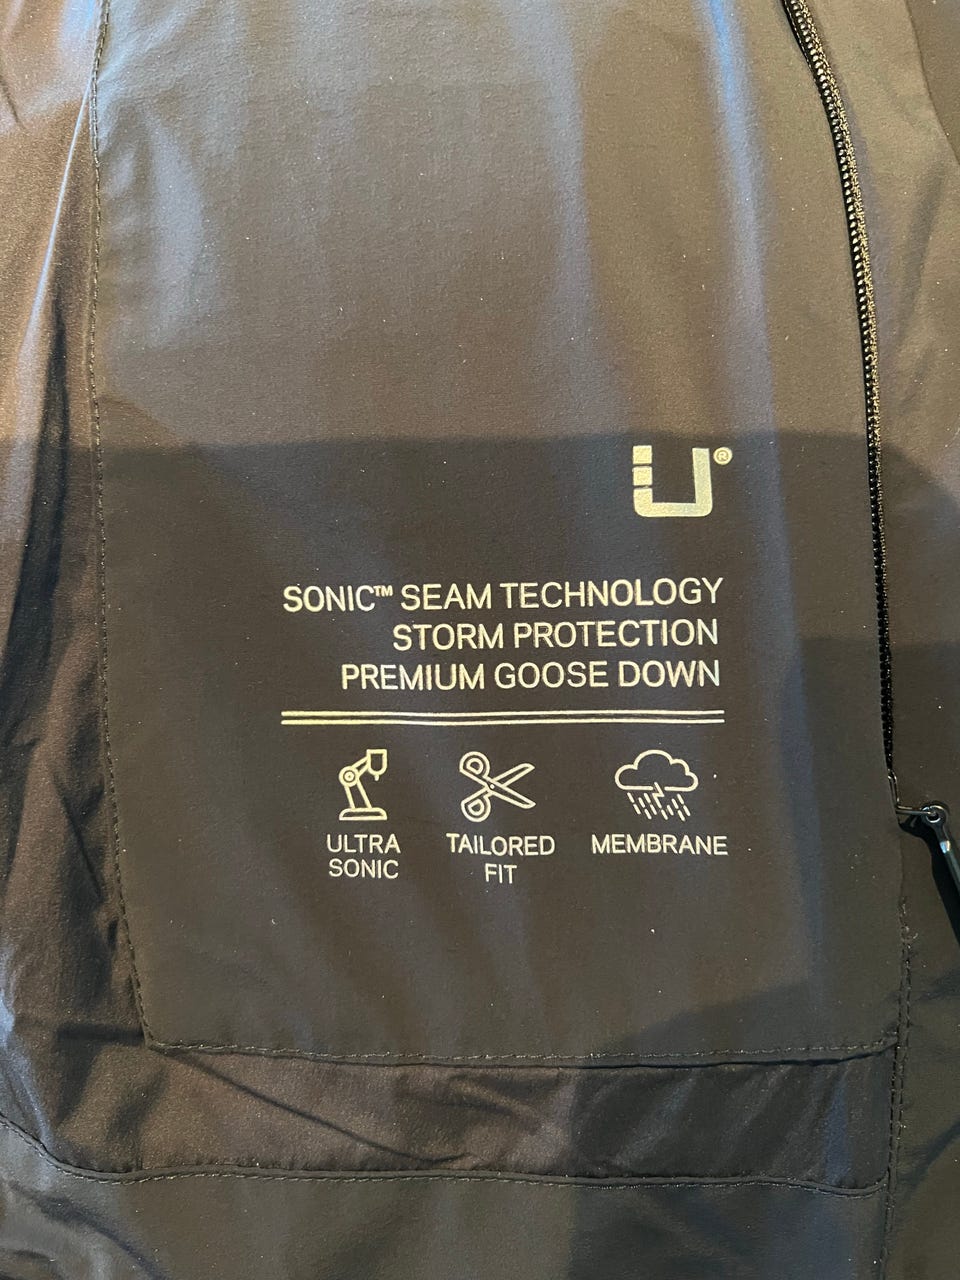 U®
SONIC™ SEAM TECHNOLOGY
STORM PROTECTION
PREMIUM GOOSE DOWN
ULTRA
SONIC
TAILORED
FIT
MEMBRANE